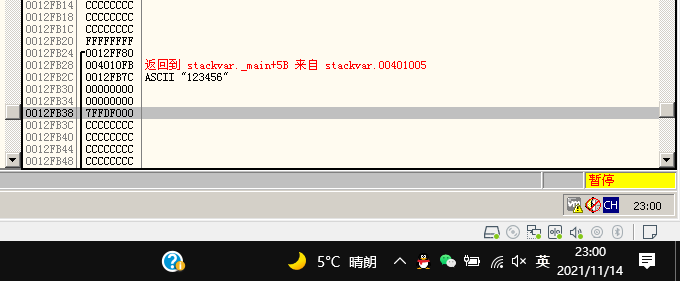 0012FB14 CCCCCCCC
0012FB18 CCCCCCCC
0012FB1C CCCCCCCC
0012FB20 FFFFFFFF
0012FB24 0012FF80
0012FB28 004010FB 返回到 stackvar._main+5B 来自 stackvar.00401005
0012FB2C 0012FB7C ASCII "123456"
0012FB30 00000000
0012FB34 00000000
0012FB38 7FFDF000
0012FB3C CCCCCCCC
0012FB40 CCCCCCCC
0012FB44 CCCCCCCC
0012FB48 CCCCCCCC
暂停
CH 23:00
5°C 晴朗 英 23:00
2021/11/14